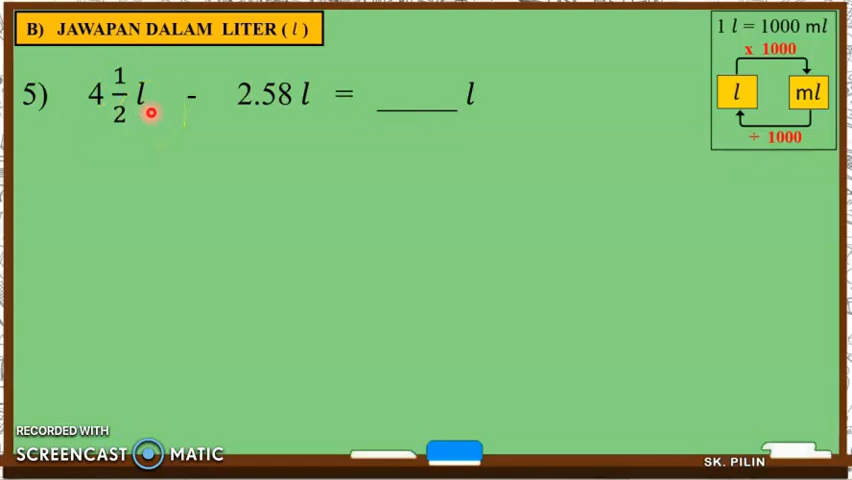 B) JAWAPAN DALAM LITER ( l )
1 l = 1000 ml
x 1000
l ml
÷ 1000
5) 4 1/2 l - 2.58 l = _____ l
RECORDED WITH
SCREENCAST MATIC
SK. PILIN